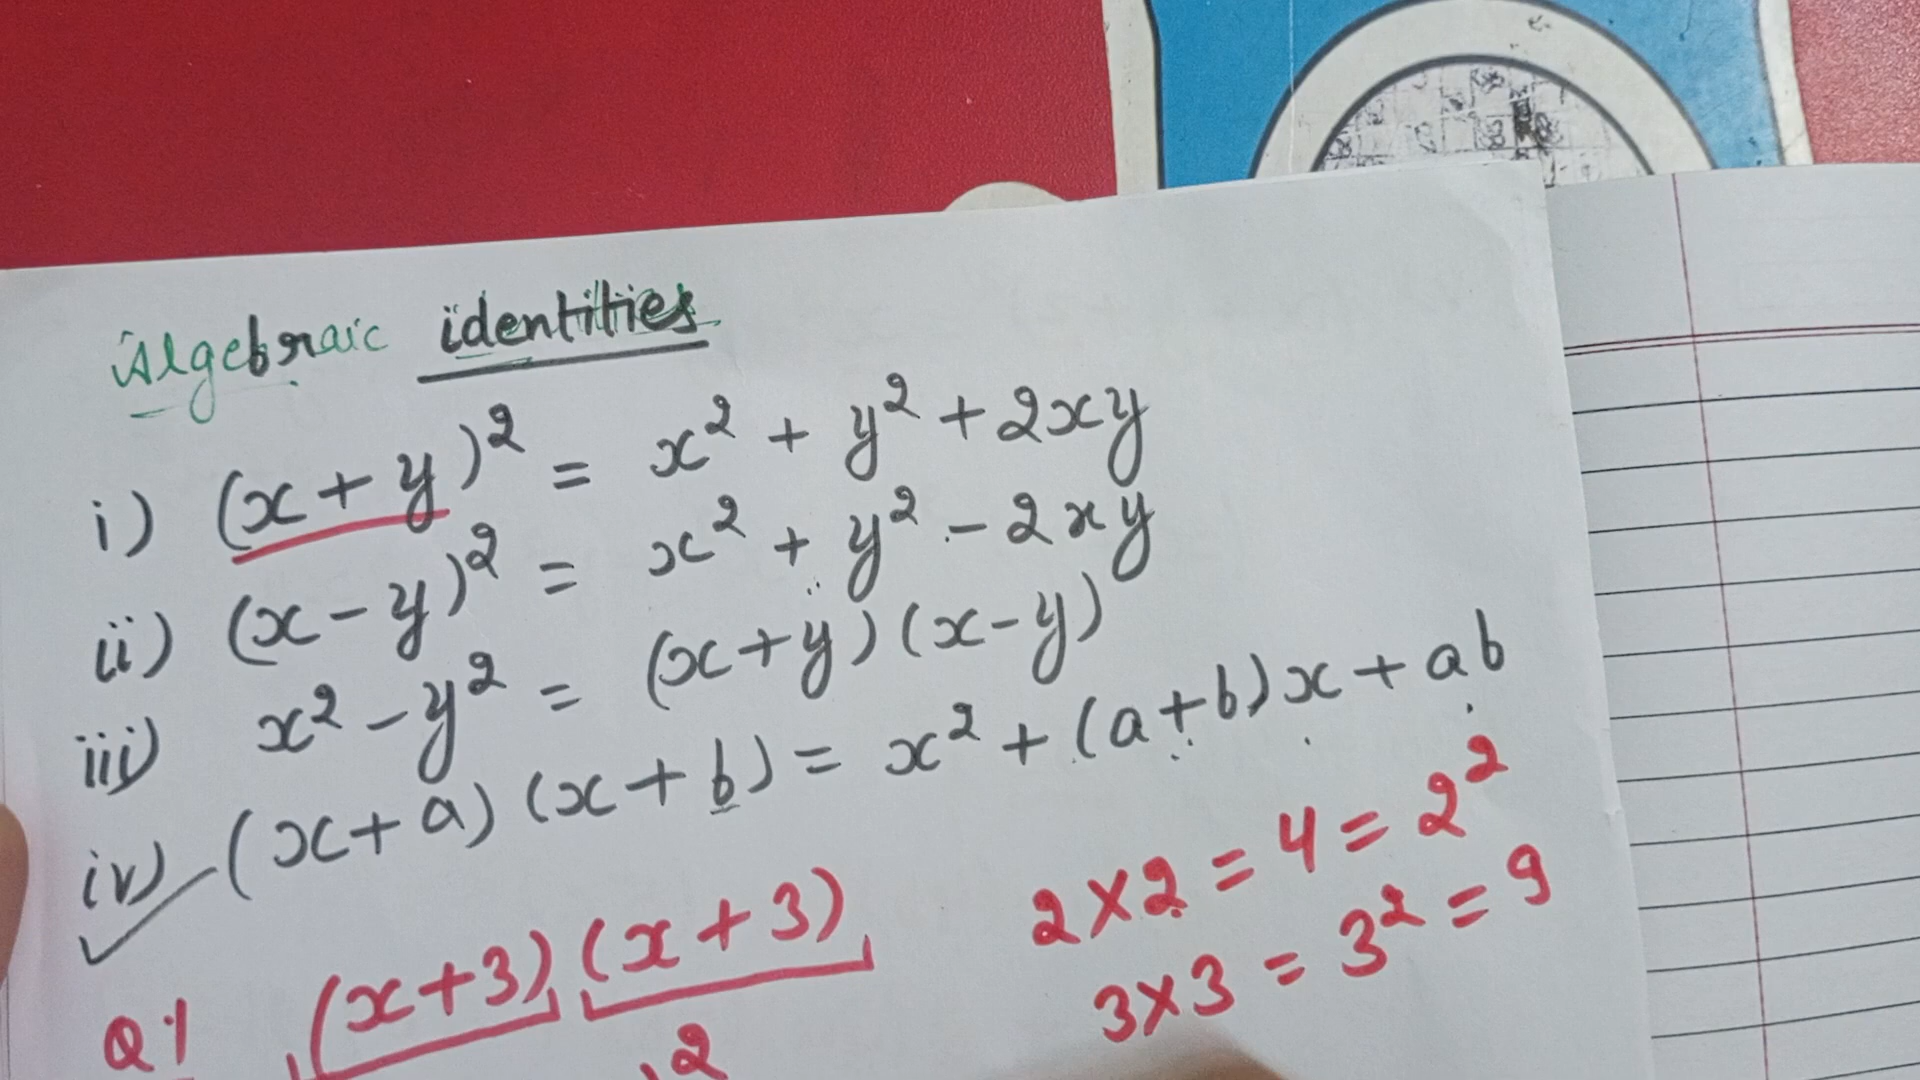 Algebraic identities
i) (x+y)² = x² + y² + 2xy
ii) (x-y)² = x² + y² - 2xy
iii) x² - y² = (x+y)(x-y)
iv) (x+a)(x+b) = x² + (a+b)x + ab
2×2 = 4 = 2²
3×3 = 3² = 9
Q1 (x+3)(x+3)
)2